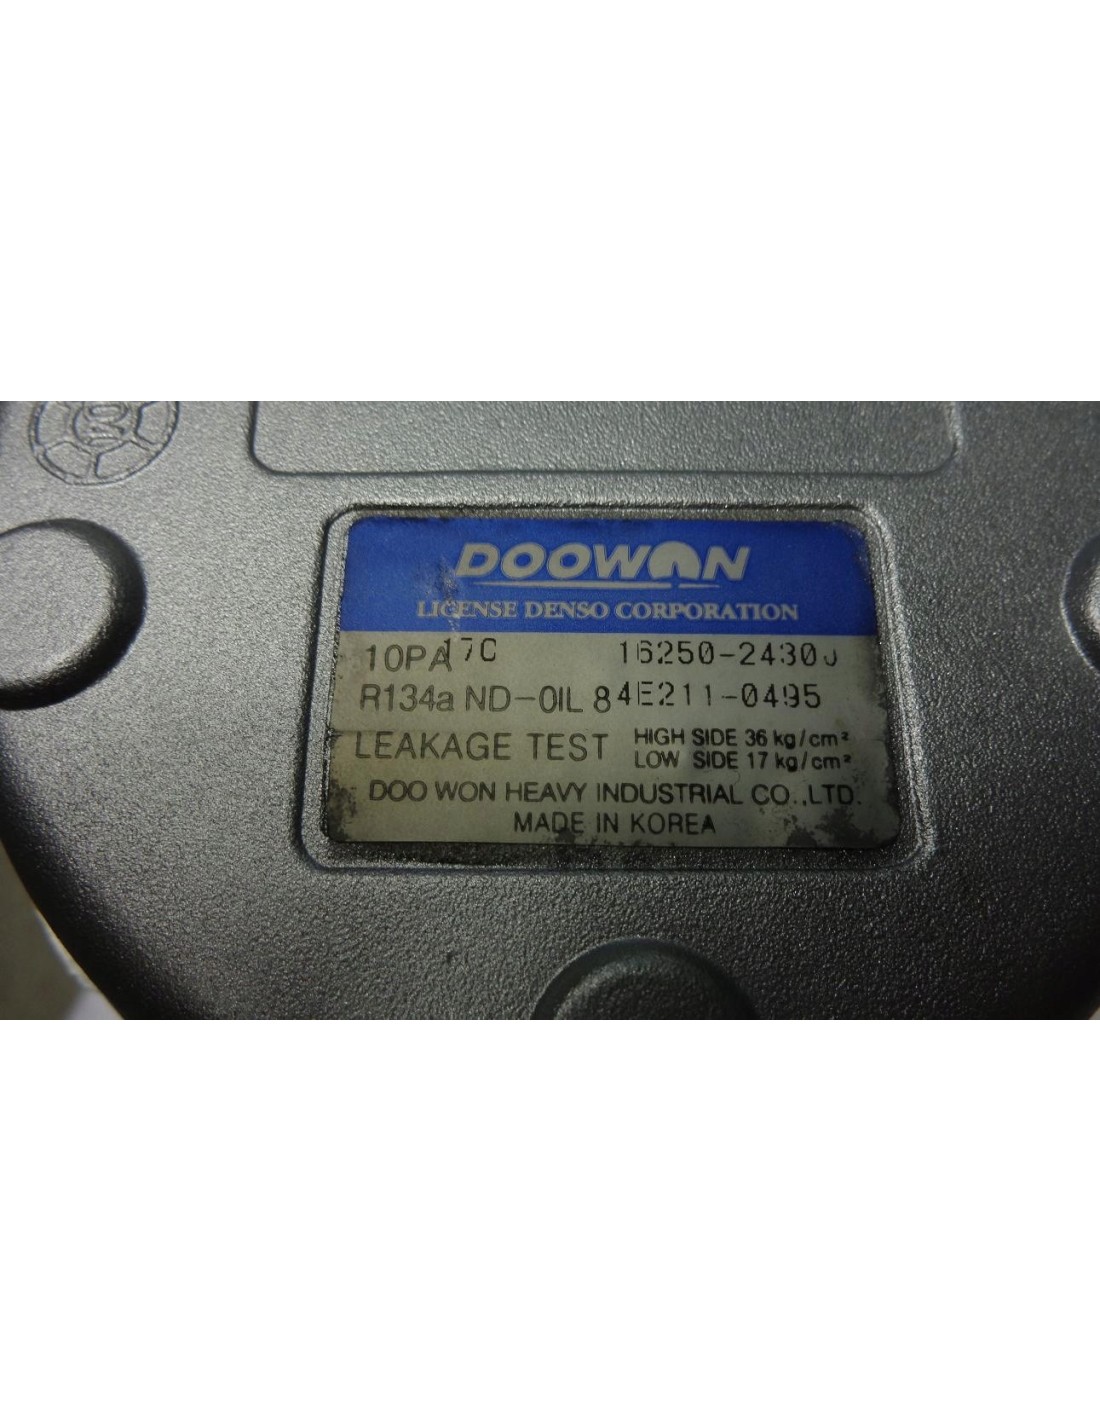 DOOWON
LICENSE DENSO CORPORATION
10PA17C 16250-24300
R134a ND-OIL 8 4E211-0495
LEAKAGE TEST HIGH SIDE 36 kg/cm²
LOW SIDE 17 kg/cm²
DOO WON HEAVY INDUSTRIAL CO.,LTD.
MADE IN KOREA